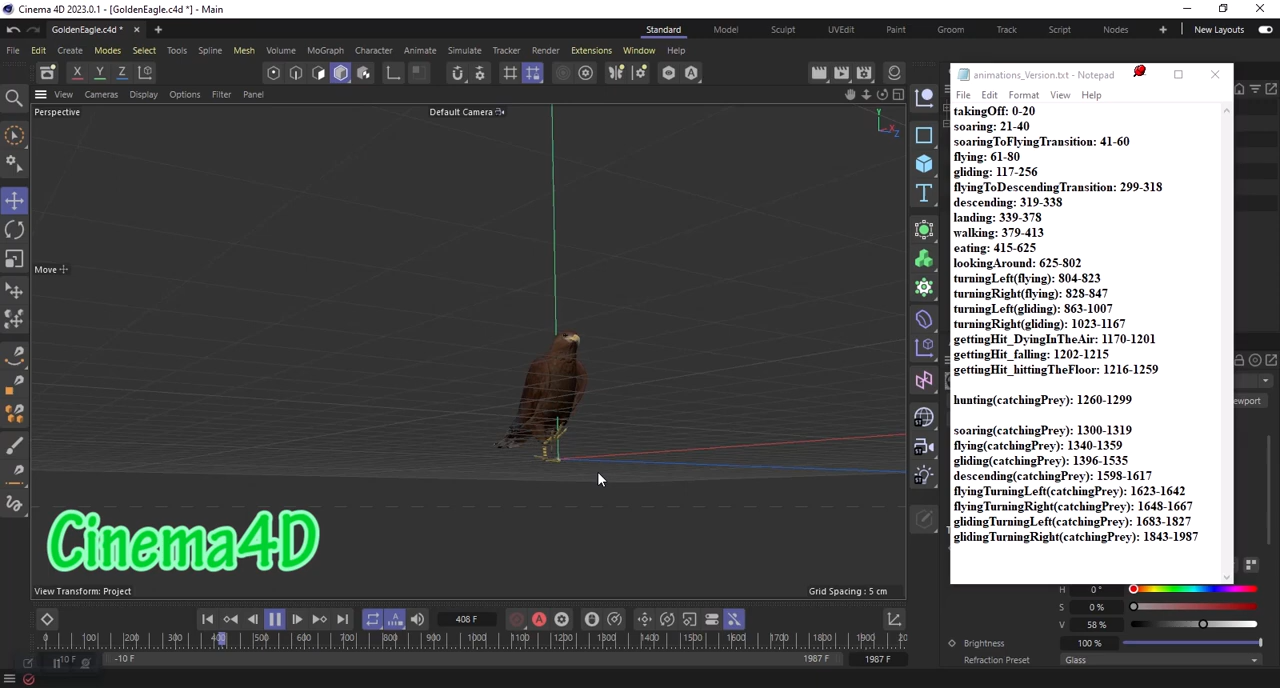 Cinema 4D 2023.0.1 - [GoldenEagle.c4d *] - Main
GoldenEagle.c4d *
Standard Model Sculpt UVEdit Paint Groom Track Script Nodes New Layouts
File Edit Create Modes Select Tools Spline Mesh Volume MoGraph Character Animate Simulate Tracker Render Extensions Window Help
View Cameras Display Options Filter Panel
Perspective
Default Camera
Y
X
Z
Move
animations_Version.txt - Notepad
File Edit Format View Help
takingOff: 0-20
soaring: 21-40
soaringToFlyingTransition: 41-60
flying: 61-80
gliding: 117-256
flyingToDescendingTransition: 299-318
descending: 319-338
landing: 339-378
walking: 379-413
eating: 415-625
lookingAround: 625-802
turningLeft(flying): 804-823
turningRight(flying): 828-847
turningLeft(gliding): 863-1007
turningRight(gliding): 1023-1167
gettingHit_DyingInTheAir: 1170-1201
gettingHit_falling: 1202-1215
gettingHit_hittingTheFloor: 1216-1259
hunting(catchingPrey): 1260-1299
soaring(catchingPrey): 1300-1319
flying(catchingPrey): 1340-1359
gliding(catchingPrey): 1396-1535
descending(catchingPrey): 1598-1617
flyingTurningLeft(catchingPrey): 1623-1642
flyingTurningRight(catchingPrey): 1648-1667
glidingTurningLeft(catchingPrey): 1683-1827
glidingTurningRight(catchingPrey): 1843-1987
Cinema4D
View Transform: Project
Grid Spacing : 5 cm
408 F
0 100 200 300 400 500 600 700 800 900 1000 1100 1200 1300 1400 1500 1600 1700 1800 1900 20
-10 F -10 F 1987 F 1987 F
H 0 °
S 0 %
V 58 %
Brightness 100 %
Refraction Preset Glass